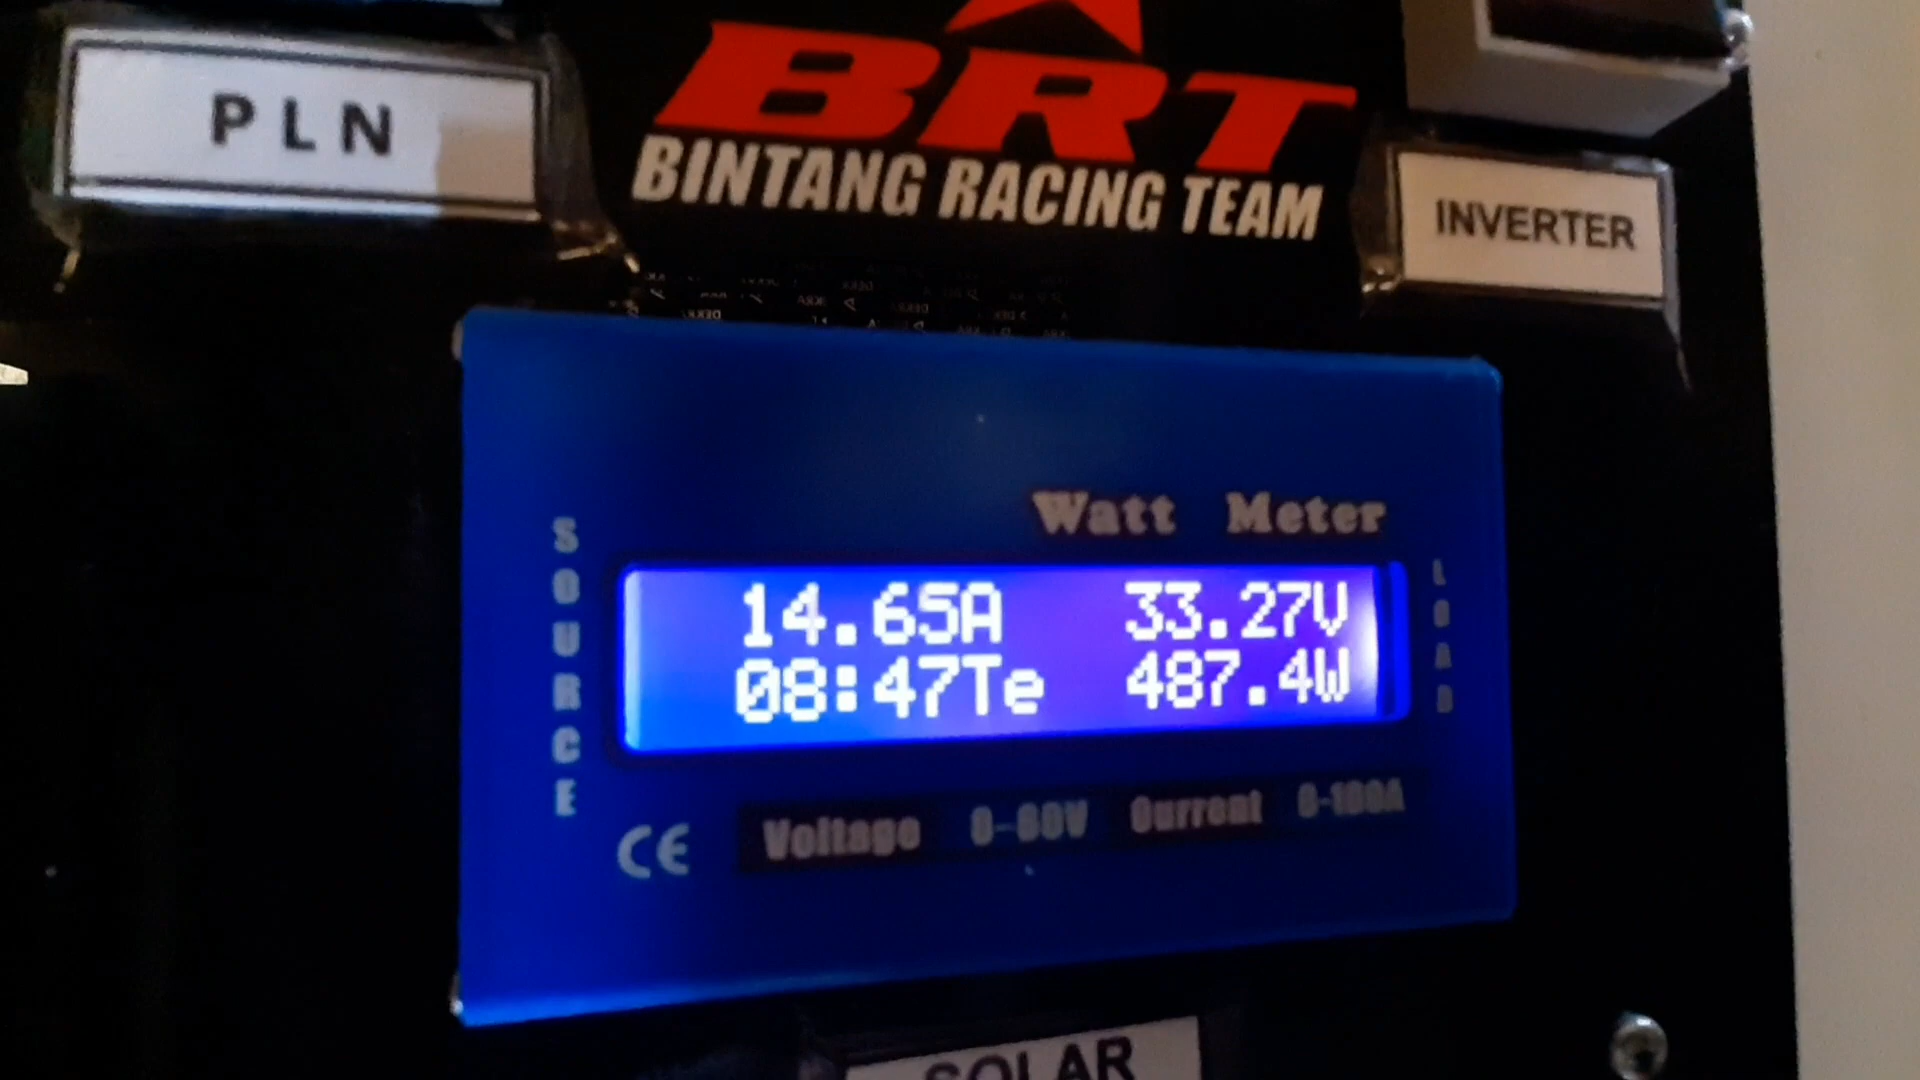 PLN
BRT
BINTANG RACING TEAM
INVERTER
Watt Meter
SOURCE
LOAD
14.65A 33.27V
08:47Te 487.4W
CE
Voltage 0-60V Current 0-100A
SOLAR